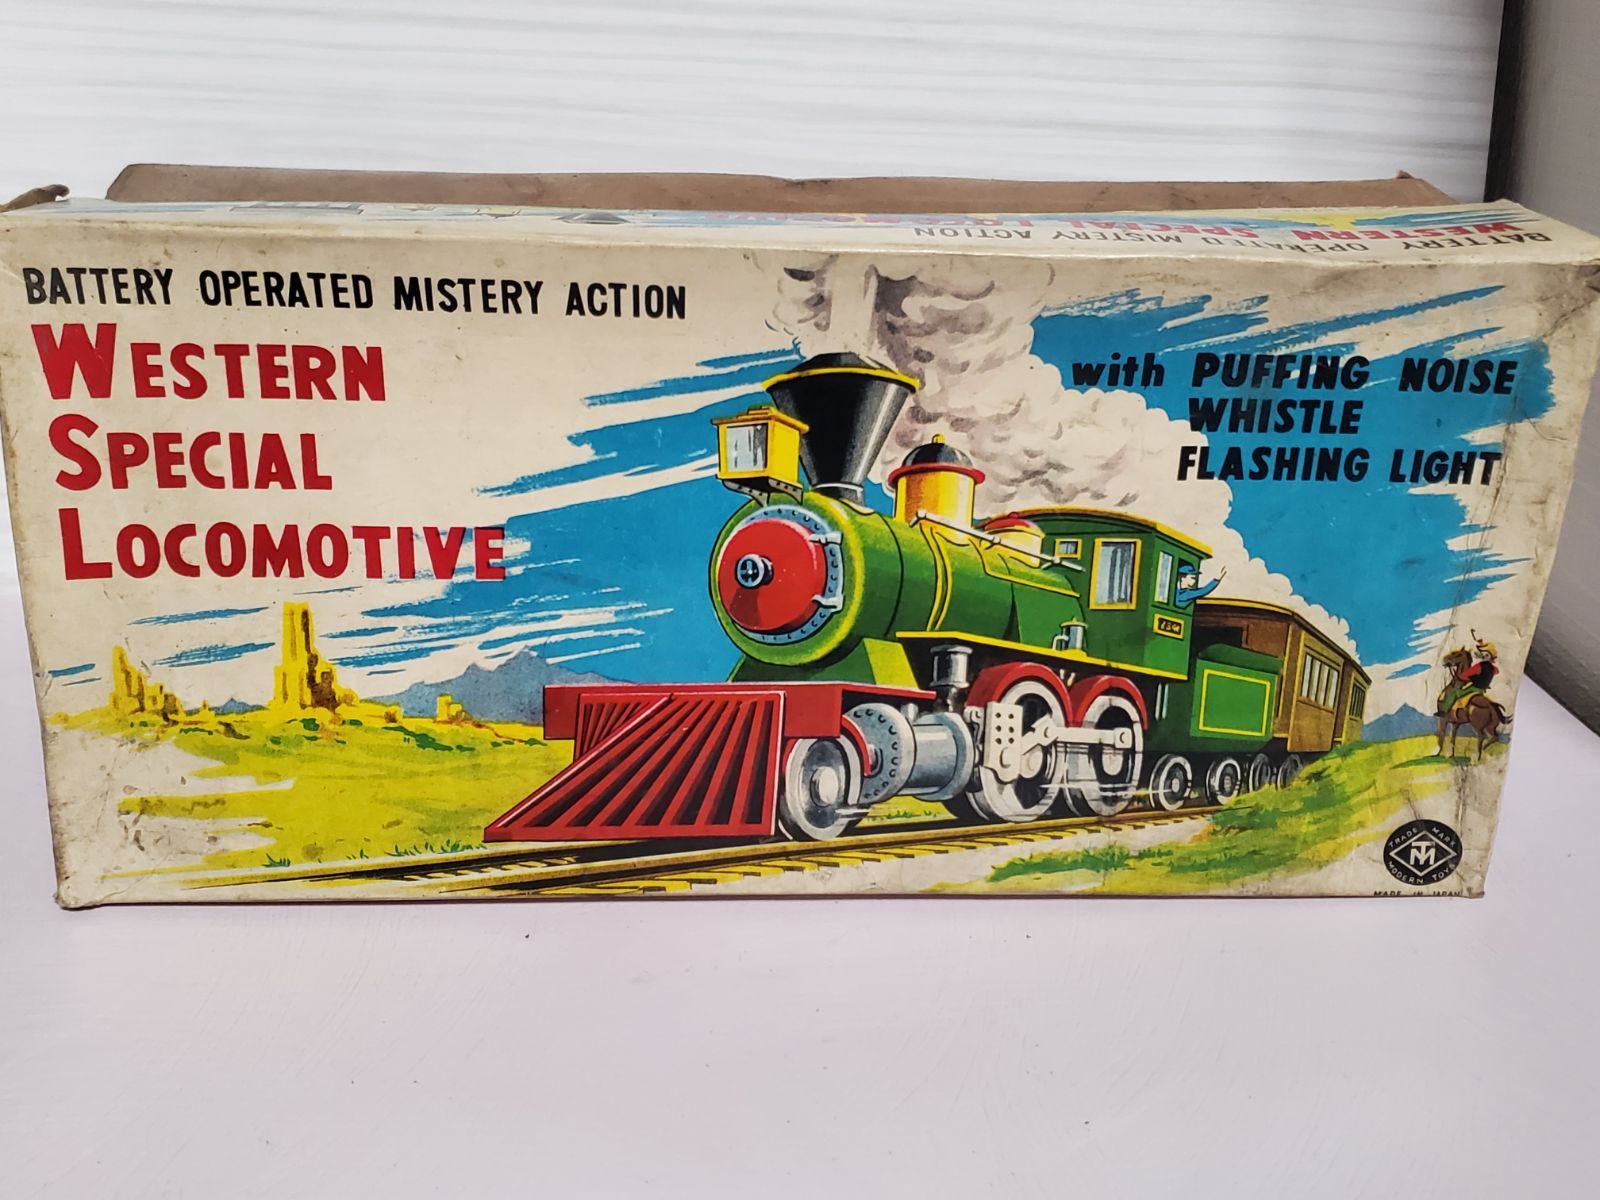 BATTERY OPERATED MISTERY ACTION
WESTERN SPECIAL LOCOMOTIVE
BATTERY OPERATED MISTERY ACTION
WESTERN
SPECIAL
LOCOMOTIVE
with PUFFING NOISE
WHISTLE
FLASHING LIGHT
TRADE MARK
TM
MODERN TOYS
MADE IN JAPAN